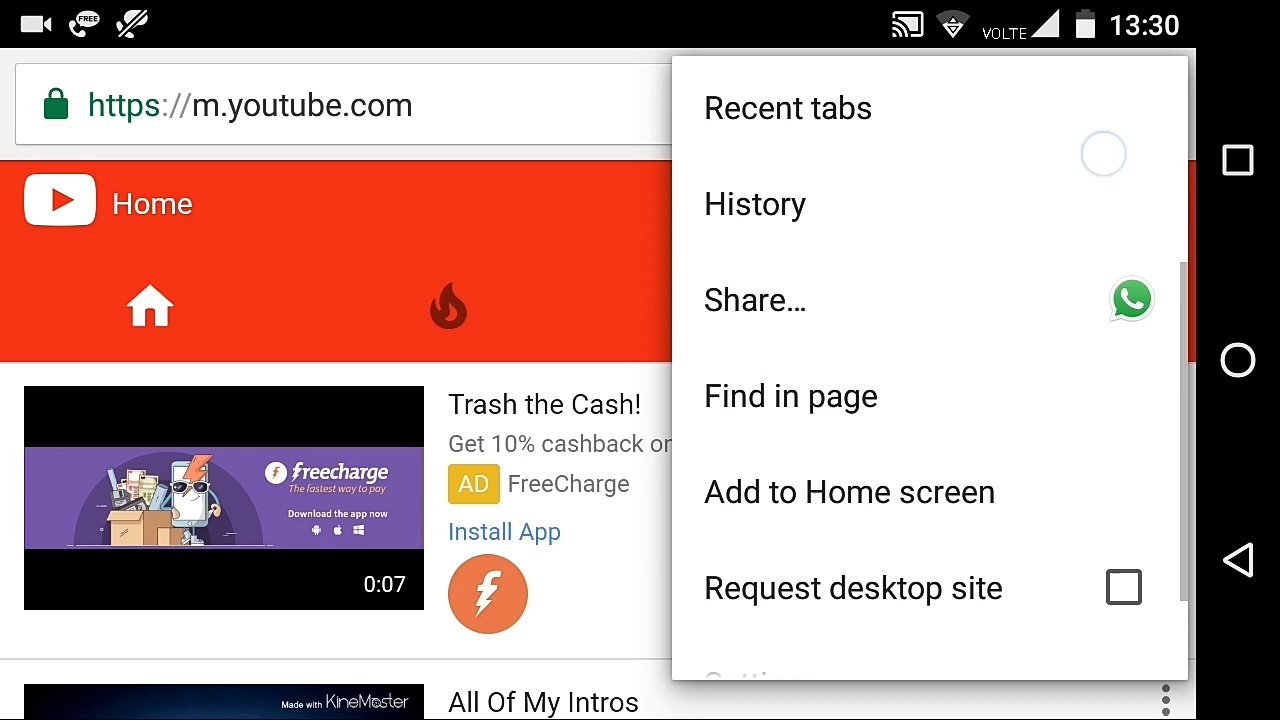 FREE
VOLTE
13:30
https://m.youtube.com
Home
Recent tabs
History
Share...
Find in page
Add to Home screen
Request desktop site
Trash the Cash!
Get 10% cashback on
AD FreeCharge
Install App
freecharge
The fastest way to pay
Download the app now
0:07
Made with KineMaster
All Of My Intros